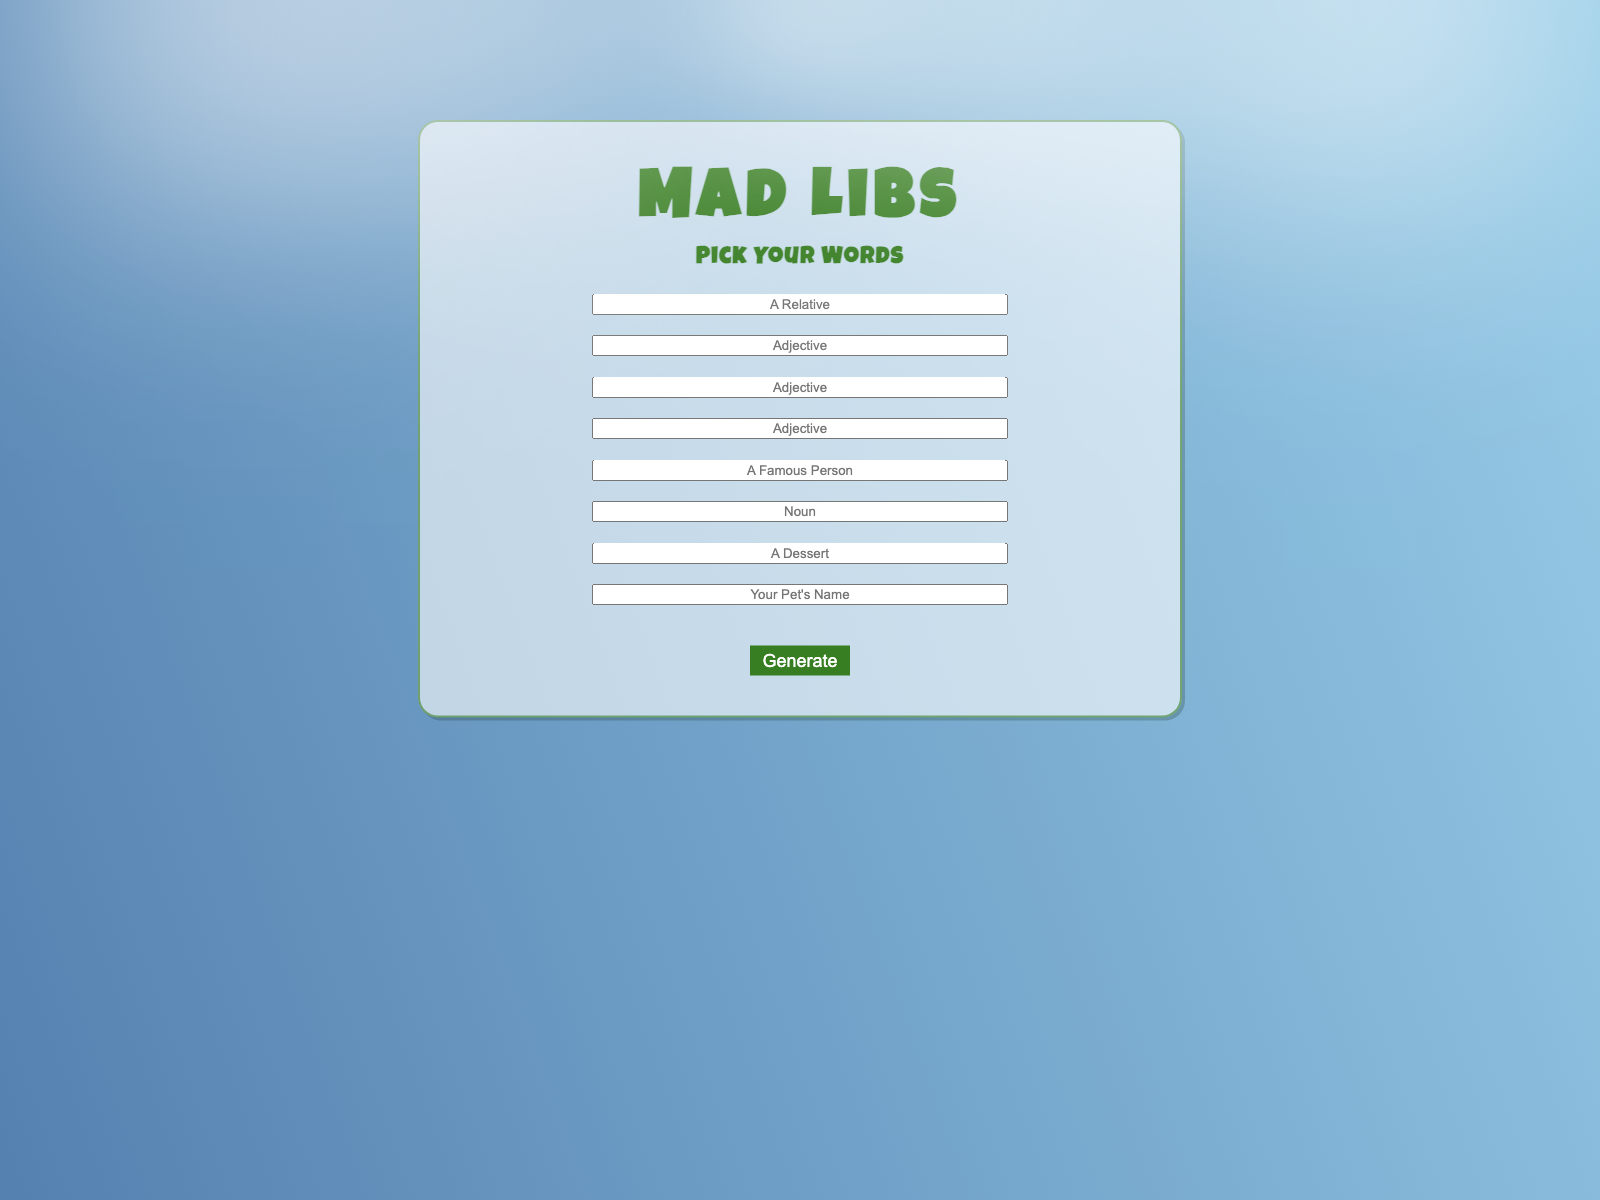 MAD LIBS
PICK YOUR WORDS
A Relative
Adjective
Adjective
Adjective
A Famous Person
Noun
A Dessert
Your Pet's Name
Generate